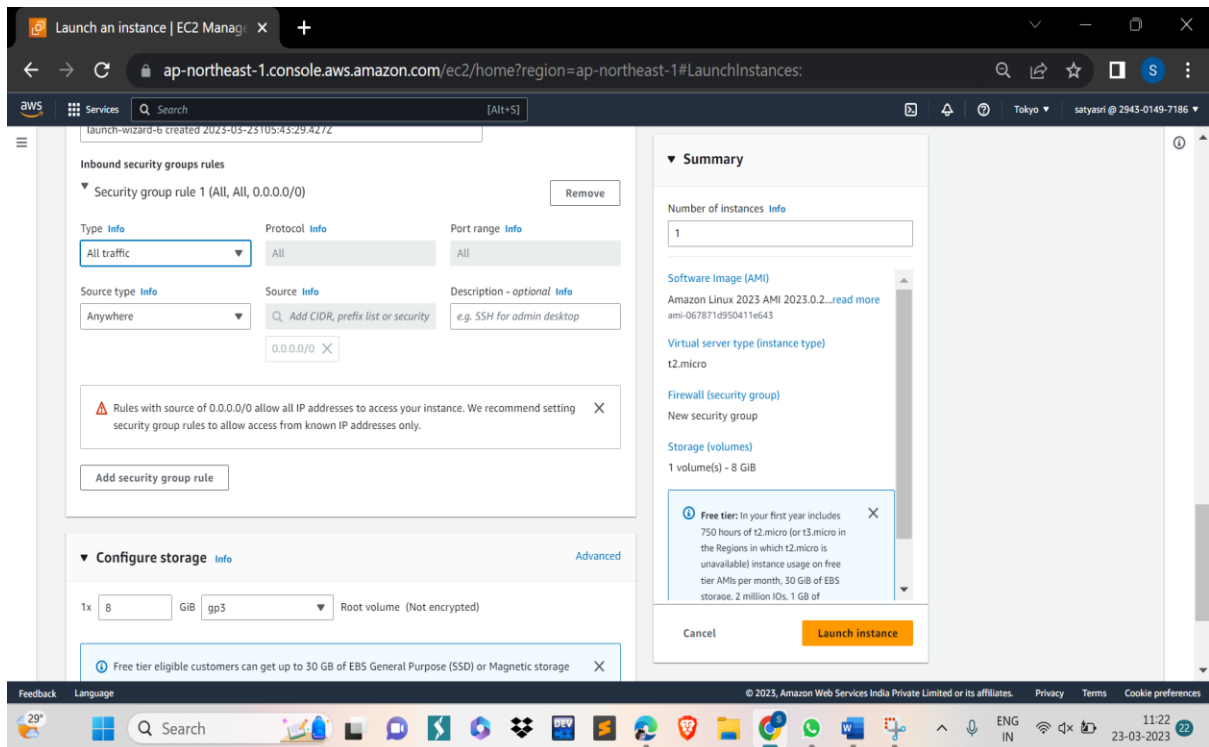 Launch an instance | EC2 Manage
ap-northeast-1.console.aws.amazon.com/ec2/home?region=ap-northeast-1#LaunchInstances:
S
aws
Services
Search
[Alt+S]
Tokyo
satyasri @ 2943-0149-7186
launch-wizard-6 created 2023-03-23T05:43:29.427Z
Inbound security groups rules
Security group rule 1 (All, All, 0.0.0.0/0)
Remove
Type Info
Protocol Info
Port range Info
All traffic
All
All
Source type Info
Source Info
Description - optional Info
Anywhere
Add CIDR, prefix list or security
e.g. SSH for admin desktop
0.0.0.0/0
Rules with source of 0.0.0.0/0 allow all IP addresses to access your instance. We recommend setting
security group rules to allow access from known IP addresses only.
Add security group rule
Configure storage Info
Advanced
1x
8
GiB
gp3
Root volume (Not encrypted)
Free tier eligible customers can get up to 30 GB of EBS General Purpose (SSD) or Magnetic storage
Summary
Number of instances Info
1
Software Image (AMI)
Amazon Linux 2023 AMI 2023.0.2...read more
ami-067871d950411e643
Virtual server type (instance type)
t2.micro
Firewall (security group)
New security group
Storage (volumes)
1 volume(s) - 8 GiB
Free tier: In your first year includes
750 hours of t2.micro (or t3.micro in
the Regions in which t2.micro is
unavailable) instance usage on free
tier AMIs per month, 30 GiB of EBS
storage, 2 million IOs, 1 GB of
Cancel
Launch instance
Feedback
Language
© 2023, Amazon Web Services India Private Limited or its affiliates.
Privacy
Terms
Cookie preferences
29°
Search
DEV
ENG
IN
11:22
23-03-2023
22